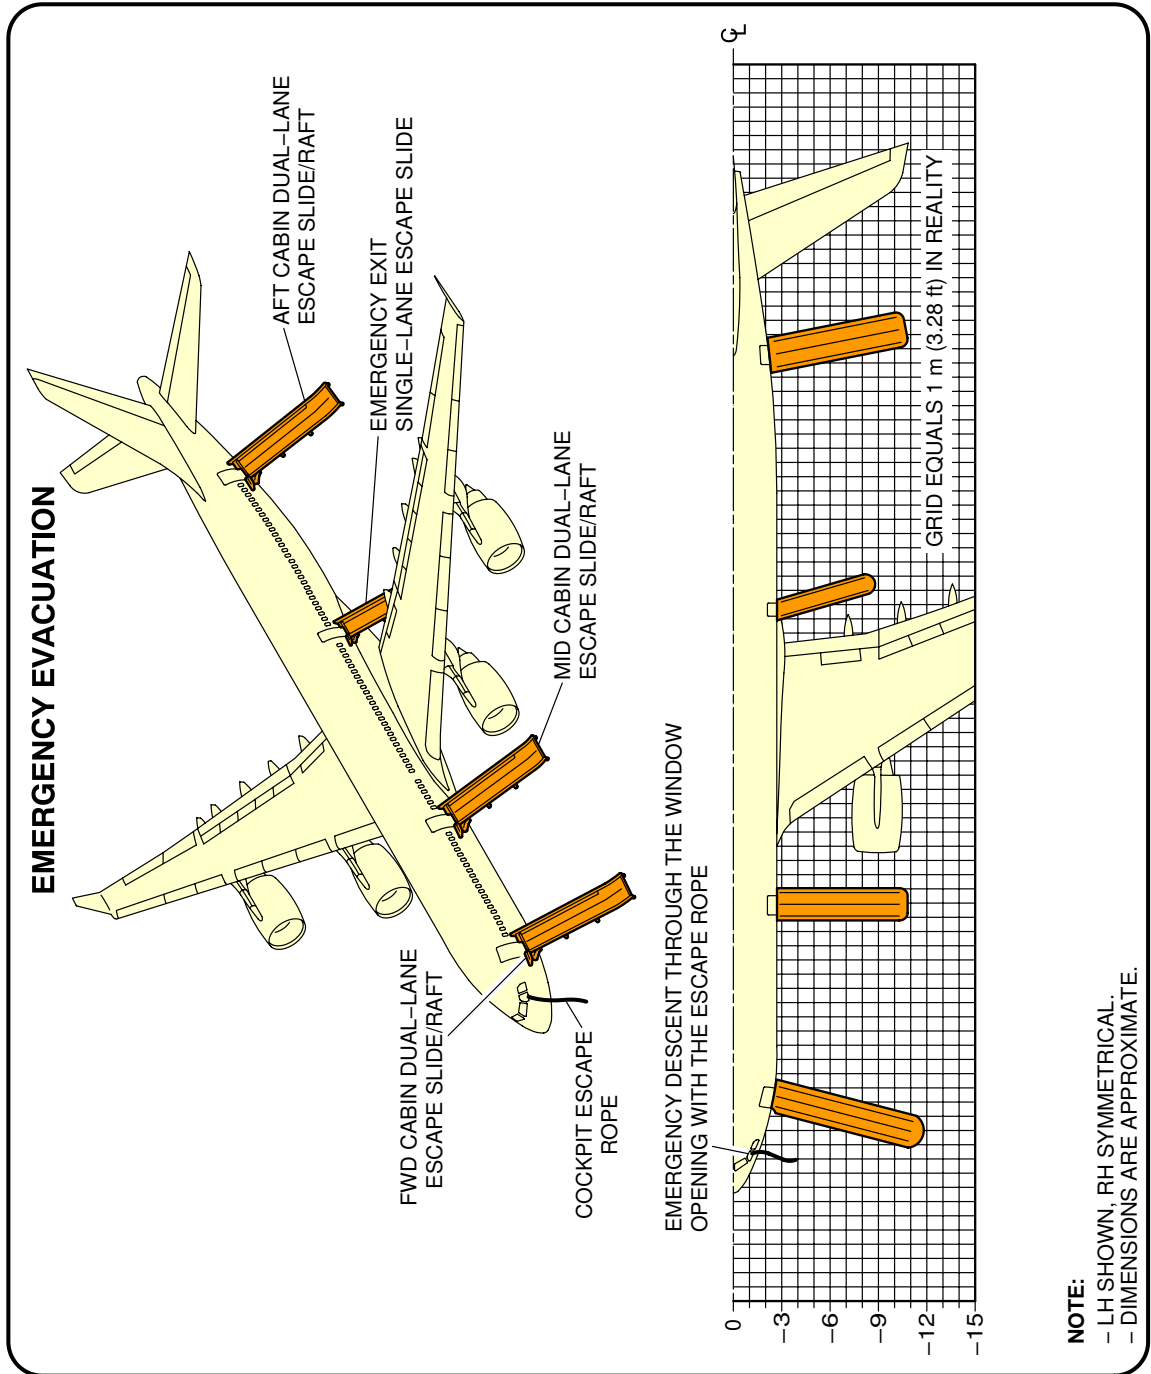 EMERGENCY EVACUATION
AFT CABIN DUAL–LANE
ESCAPE SLIDE/RAFT
EMERGENCY EXIT
SINGLE–LANE ESCAPE SLIDE
MID CABIN DUAL–LANE
ESCAPE SLIDE/RAFT
FWD CABIN DUAL–LANE
ESCAPE SLIDE/RAFT
COCKPIT ESCAPE
ROPE
EMERGENCY DESCENT THROUGH THE WINDOW
OPENING WITH THE ESCAPE ROPE
CL
GRID EQUALS 1 m (3.28 ft) IN REALITY
0
–3
–6
–9
–12
–15
NOTE:
– LH SHOWN, RH SYMMETRICAL.
– DIMENSIONS ARE APPROXIMATE.